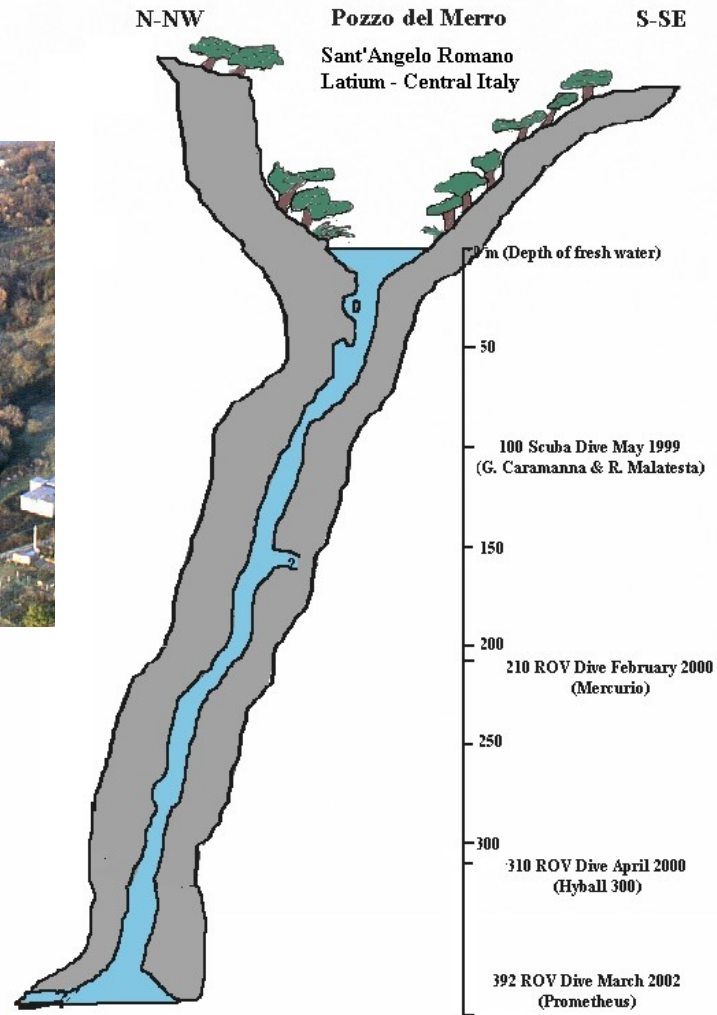 N-NW Pozzo del Merro S-SE
Sant'Angelo Romano
Latium - Central Italy
0 m (Depth of fresh water)
50
100 Scuba Dive May 1999
(G. Caramanna & R. Malatesta)
150
?
200
210 ROV Dive February 2000
(Mercurio)
250
300
310 ROV Dive April 2000
(Hyball 300)
392 ROV Dive March 2002
(Prometheus)